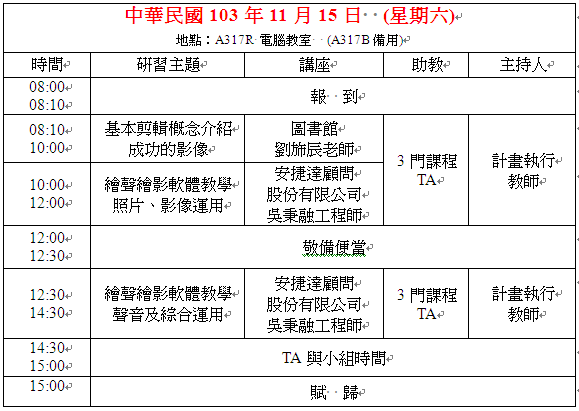 中華民國 103 年 11 月 15 日 (星期六)
地點：A317R 電腦教室 (A317B 備用)
時間 研習主題 講座 助教 主持人
08:00
08:10
報 到
08:10
10:00
基本剪輯概念介紹
成功的影像
圖書館
劉旆辰老師
3 門課程
TA
計畫執行
教師
10:00
12:00
繪聲繪影軟體教學
照片、影像運用
安捷達顧問
股份有限公司
吳秉融工程師
12:00
12:30
敬備便當
12:30
14:30
繪聲繪影軟體教學
聲音及綜合運用
安捷達顧問
股份有限公司
吳秉融工程師
3 門課程
TA
計畫執行
教師
14:30
15:00
TA 與小組時間
15:00
賦 歸